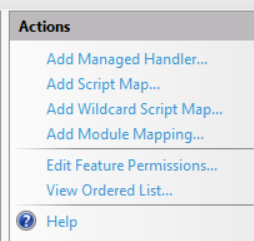 Actions
Add Managed Handler...
Add Script Map...
Add Wildcard Script Map...
Add Module Mapping...
Edit Feature Permissions...
View Ordered List...
Help